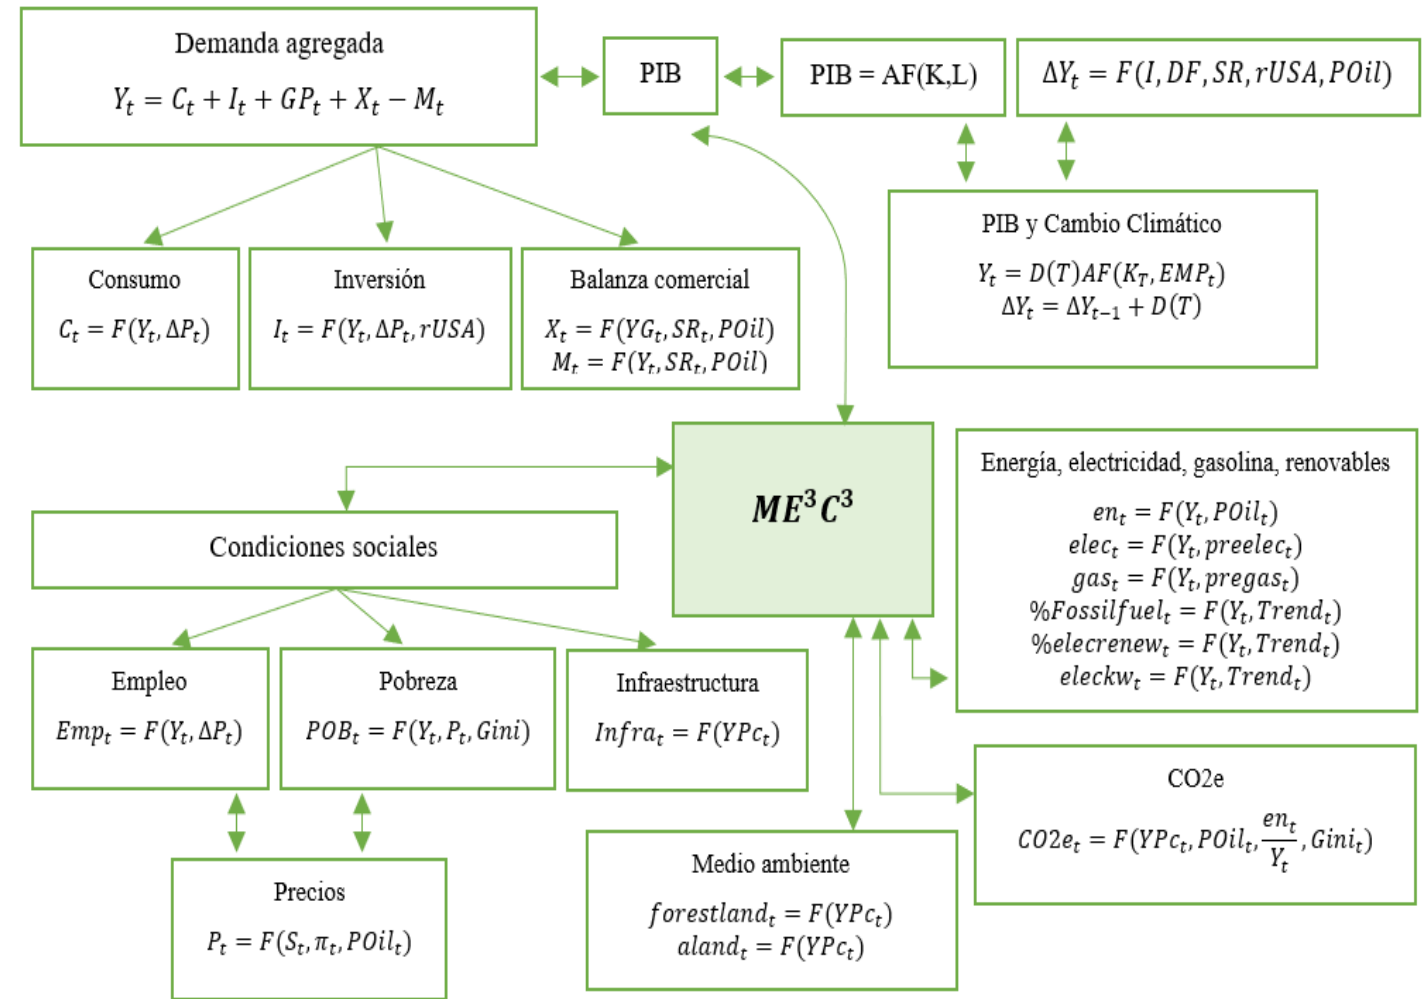 Demanda agregada
Y_t = C_t + I_t + GP_t + X_t − M_t
PIB
PIB = AF(K,L)
ΔY_t = F(I, DF, SR, rUSA, POil)
PIB y Cambio Climático
Y_t = D(T)AF(K_T, EMP_t)
ΔY_t = ΔY_{t−1} + D(T)
Consumo
C_t = F(Y_t, ΔP_t)
Inversión
I_t = F(Y_t, ΔP_t, rUSA)
Balanza comercial
X_t = F(YG_t, SR_t, POil)
M_t = F(Y_t, SR_t, POil)
ME^3C^3
Energía, electricidad, gasolina, renovables
en_t = F(Y_t, POil_t)
elec_t = F(Y_t, preelec_t)
gas_t = F(Y_t, pregas_t)
%Fossilfuel_t = F(Y_t, Trend_t)
%elecrenew_t = F(Y_t, Trend_t)
eleckw_t = F(Y_t, Trend_t)
Condiciones sociales
Empleo
Emp_t = F(Y_t, ΔP_t)
Pobreza
POB_t = F(Y_t, P_t, Gini)
Infraestructura
Infra_t = F(YPc_t)
CO2e
CO2e_t = F(YPc_t, POil_t, en_t/Y_t, Gini_t)
Medio ambiente
forestland_t = F(YPc_t)
aland_t = F(YPc_t)
Precios
P_t = F(S_t, π_t, POil_t)